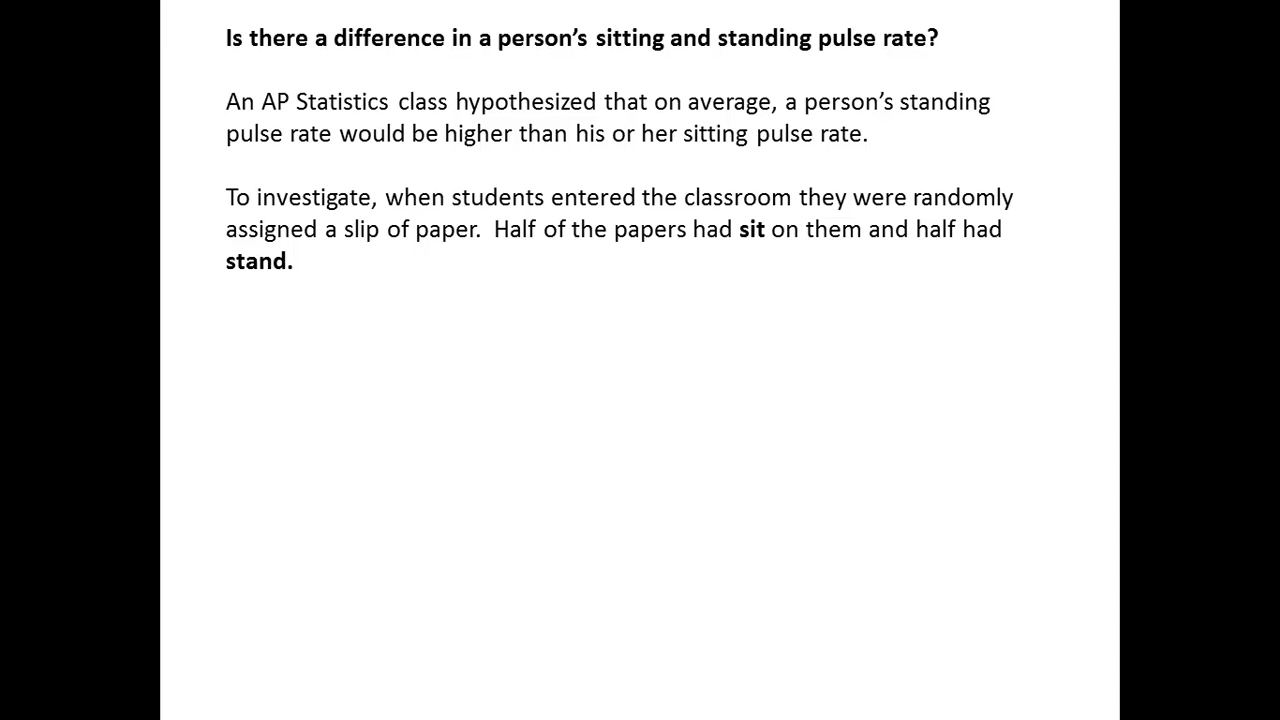 Is there a difference in a person’s sitting and standing pulse rate?
An AP Statistics class hypothesized that on average, a person’s standing
pulse rate would be higher than his or her sitting pulse rate.
To investigate, when students entered the classroom they were randomly
assigned a slip of paper.  Half of the papers had sit on them and half had
stand.